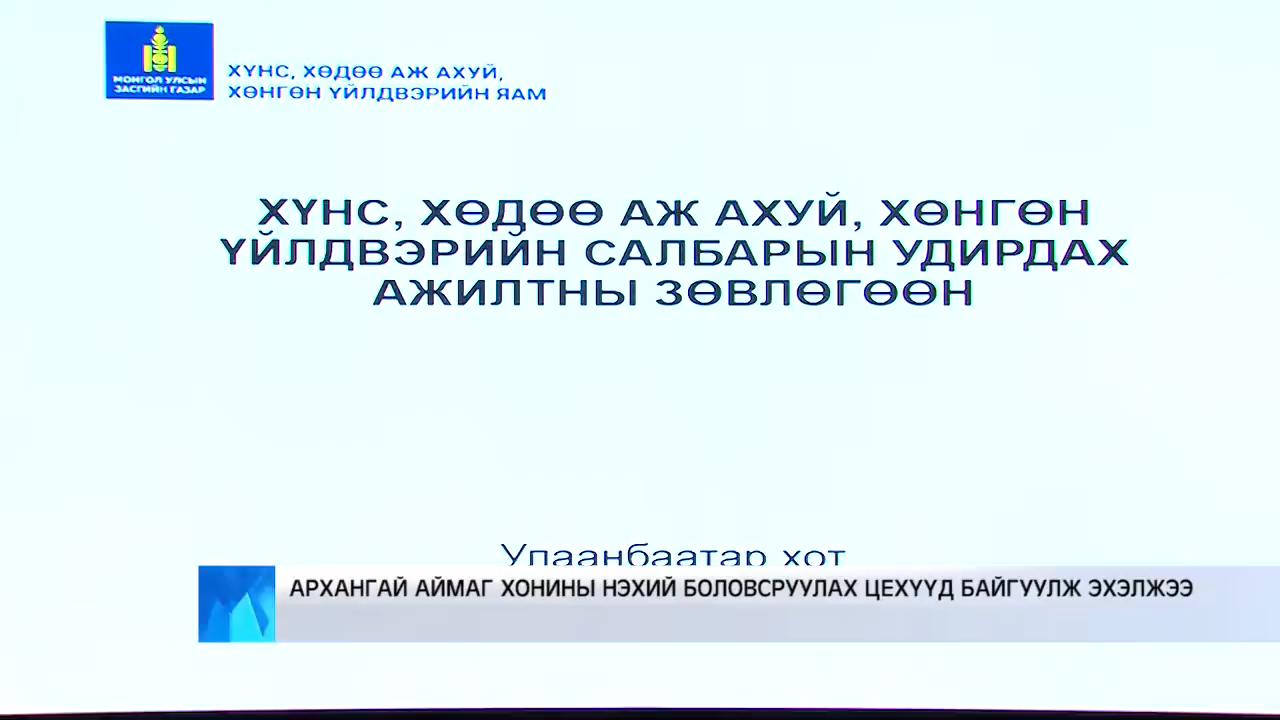 МОНГОЛ УЛСЫН
ЗАСГИЙН ГАЗАР
ХҮНС, ХӨДӨӨ АЖ АХУЙ,
ХӨНГӨН ҮЙЛДВЭРИЙН ЯАМ
ХҮНС, ХӨДӨӨ АЖ АХУЙ, ХӨНГӨН
ҮЙЛДВЭРИЙН САЛБАРЫН УДИРДАХ
АЖИЛТНЫ ЗӨВЛӨГӨӨН
Улаанбаатар хот
АРХАНГАЙ АЙМАГ ХОНИНЫ НЭХИЙ БОЛОВСРУУЛАХ ЦЕХҮҮД БАЙГУУЛЖ ЭХЭЛЖЭЭ